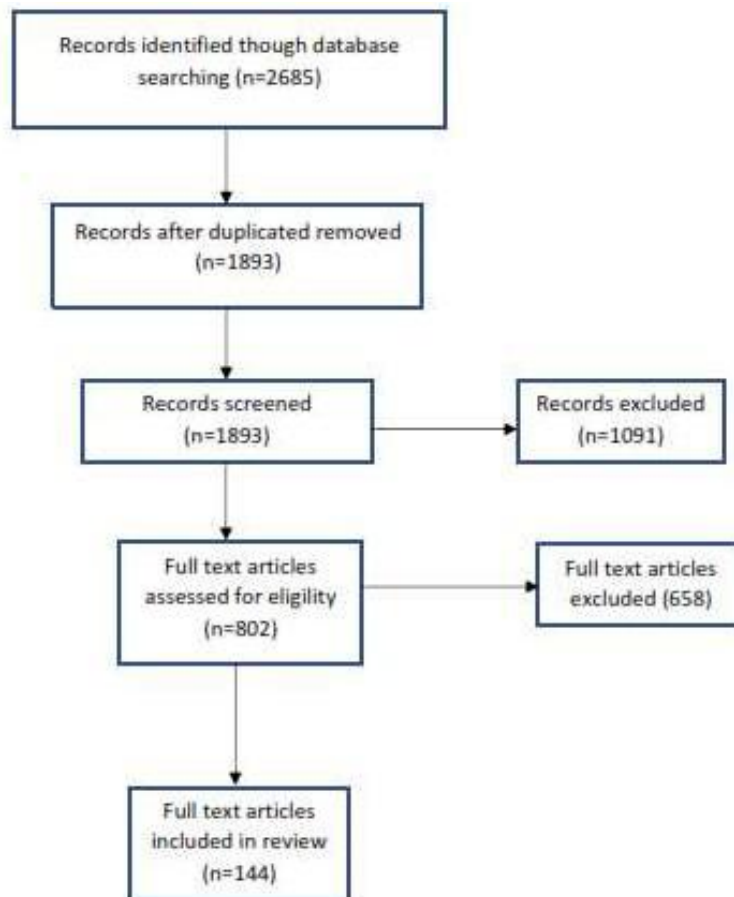 Records identified though database
searching (n=2685)
Records after duplicated removed
(n=1893)
Records screened
(n=1893)
Records excluded
(n=1091)
Full text articles
assessed for eligility
(n=802)
Full text articles
excluded (658)
Full text articles
included in review
(n=144)